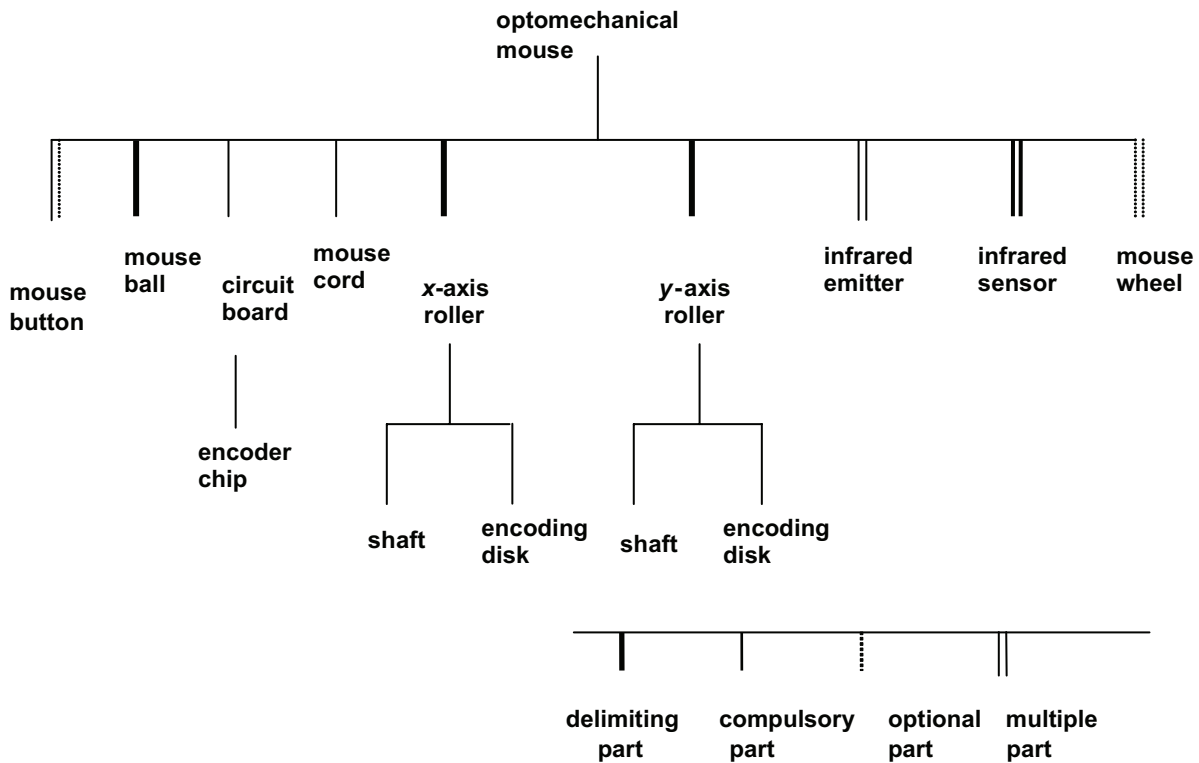 optomechanical
mouse
mouse
button
mouse
ball
circuit
board
mouse
cord
x-axis
roller
y-axis
roller
infrared
emitter
infrared
sensor
mouse
wheel
encoder
chip
shaft
encoding
disk
shaft
encoding
disk
delimiting
part
compulsory
part
optional
part
multiple
part